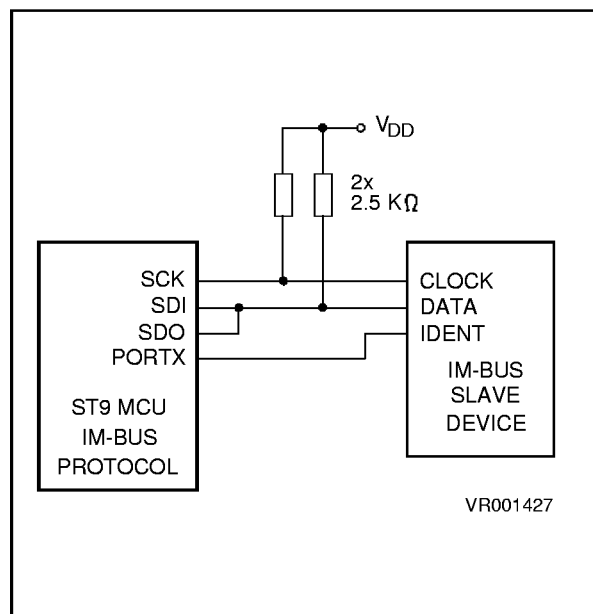 VDD
2x
2.5 KΩ
SCK
SDI
SDO
PORTX
ST9 MCU
IM-BUS
PROTOCOL
CLOCK
DATA
IDENT
IM-BUS
SLAVE
DEVICE
VR001427